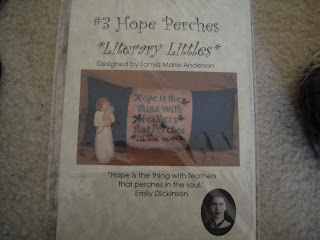 #3 Hope Perches
*Literary Littles*
Designed by Tonya Marie Anderson
Hope is the
thing with
feathers
that Perches
in the soul.
"Hope is the thing with feathers
that perches in the soul."
Emily Dickinson